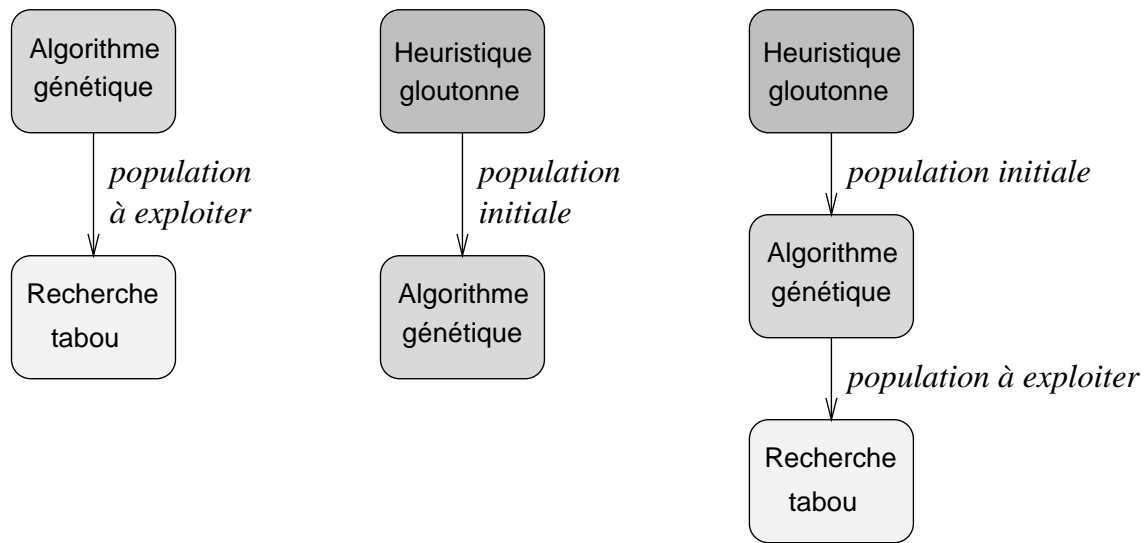 Algorithme
génétique
population
à exploiter
Recherche
tabou
Heuristique
gloutonne
population
initiale
Algorithme
génétique
Heuristique
gloutonne
population initiale
Algorithme
génétique
population à exploiter
Recherche
tabou